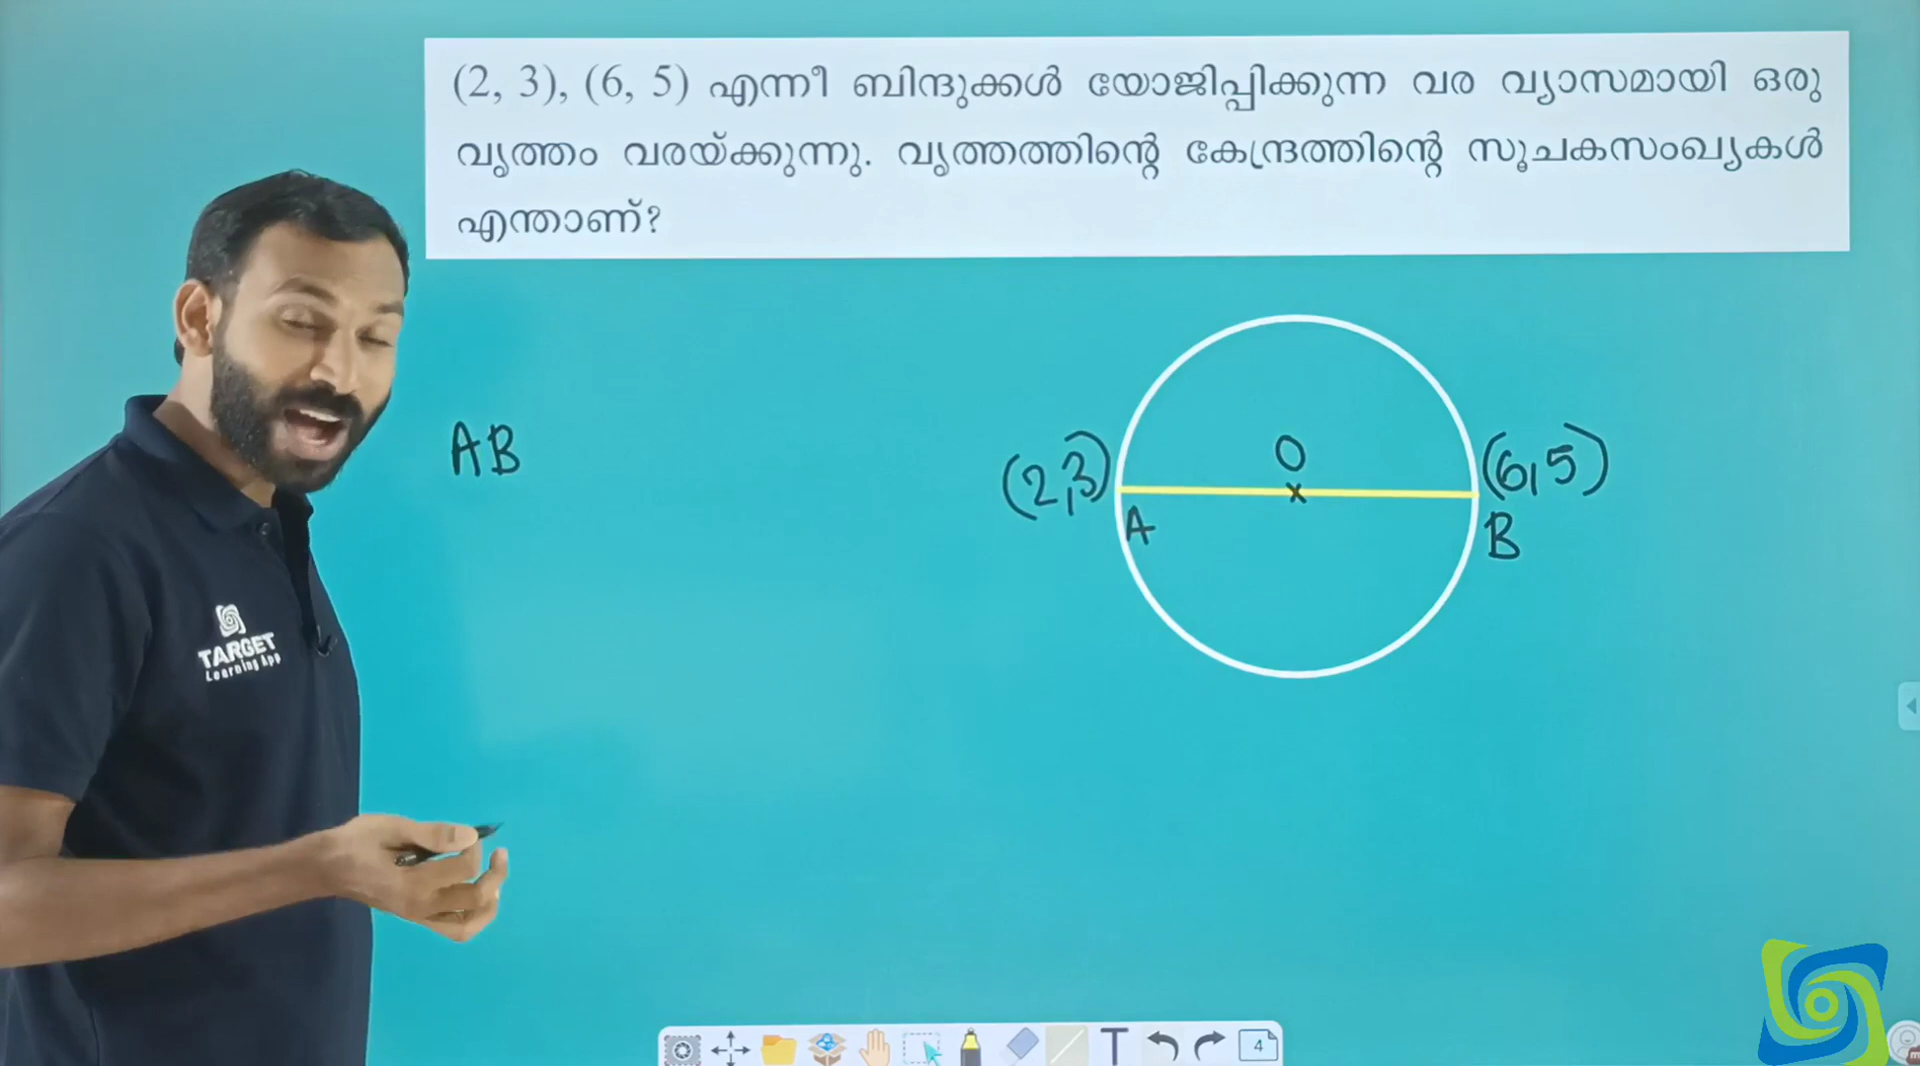 (2, 3), (6, 5) എന്നീ ബിന്ദുക്കൾ യോജിപ്പിക്കുന്ന വര വ്യാസമായി ഒരു
വൃത്തം വരയ്ക്കുന്നു. വൃത്തത്തിന്റെ കേന്ദ്രത്തിന്റെ സൂചകസംഖ്യകൾ
എന്താണ്?
AB
O
(2,3)
(6,5)
x
A
B
TARGET
Learning App
T
4